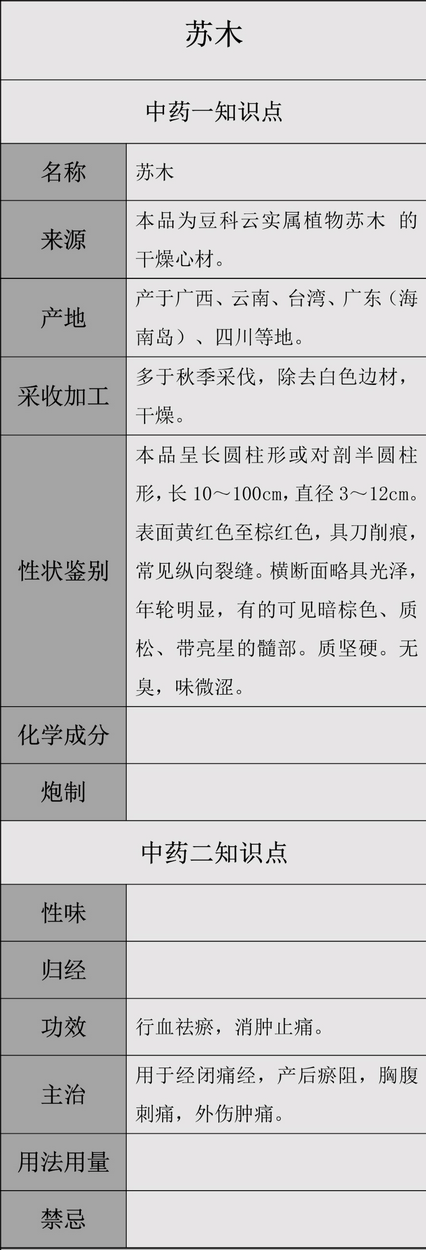 苏木
中药一知识点
名称
苏木
来源
本品为豆科云实属植物苏木 的
干燥心材。
产地
产于广西、云南、台湾、广东（海
南岛）、四川等地。
采收加工
多于秋季采伐，除去白色边材，
干燥。
性状鉴别
本品呈长圆柱形或对剖半圆柱
形，长 10～100cm，直径 3～12cm。
表面黄红色至棕红色，具刀削痕，
常见纵向裂缝。横断面略具光泽，
年轮明显，有的可见暗棕色、质
松、带亮星的髓部。质坚硬。无
臭，味微涩。
化学成分
炮制
中药二知识点
性味
归经
功效
行血祛瘀，消肿止痛。
主治
用于经闭痛经，产后瘀阻，胸腹
刺痛，外伤肿痛。
用法用量
禁忌